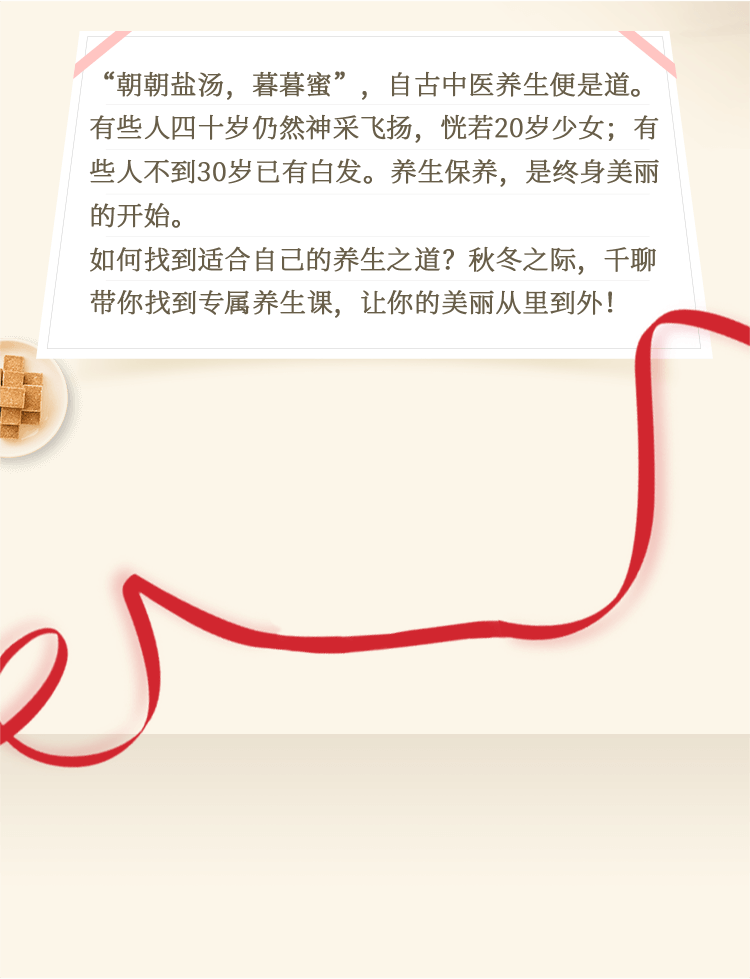 “朝朝盐汤，暮暮蜜”，自古中医养生便是道。
有些人四十岁仍然神采飞扬，恍若20岁少女；有
些人不到30岁已有白发。养生保养，是终身美丽
的开始。
如何找到适合自己的养生之道？秋冬之际，千聊
带你找到专属养生课，让你的美丽从里到外！